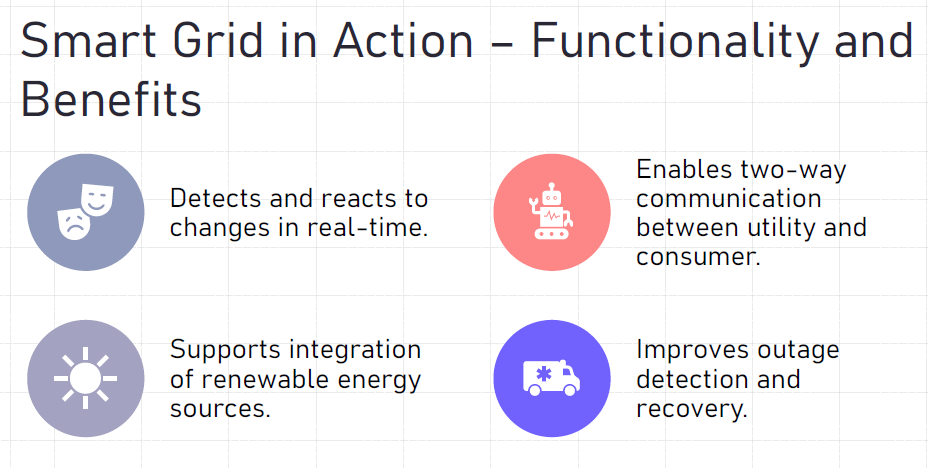 Smart Grid in Action – Functionality and
Benefits
Detects and reacts to
changes in real-time.
Enables two-way
communication
between utility and
consumer.
Supports integration
of renewable energy
sources.
Improves outage
detection and
recovery.